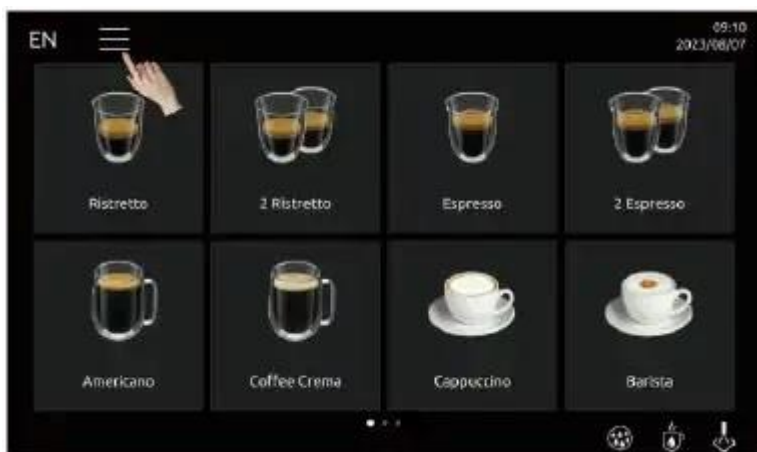 EN
09:10
2023/08/07
Ristretto
2 Ristretto
Espresso
2 Espresso
Americano
Coffee Crema
Cappuccino
Barista